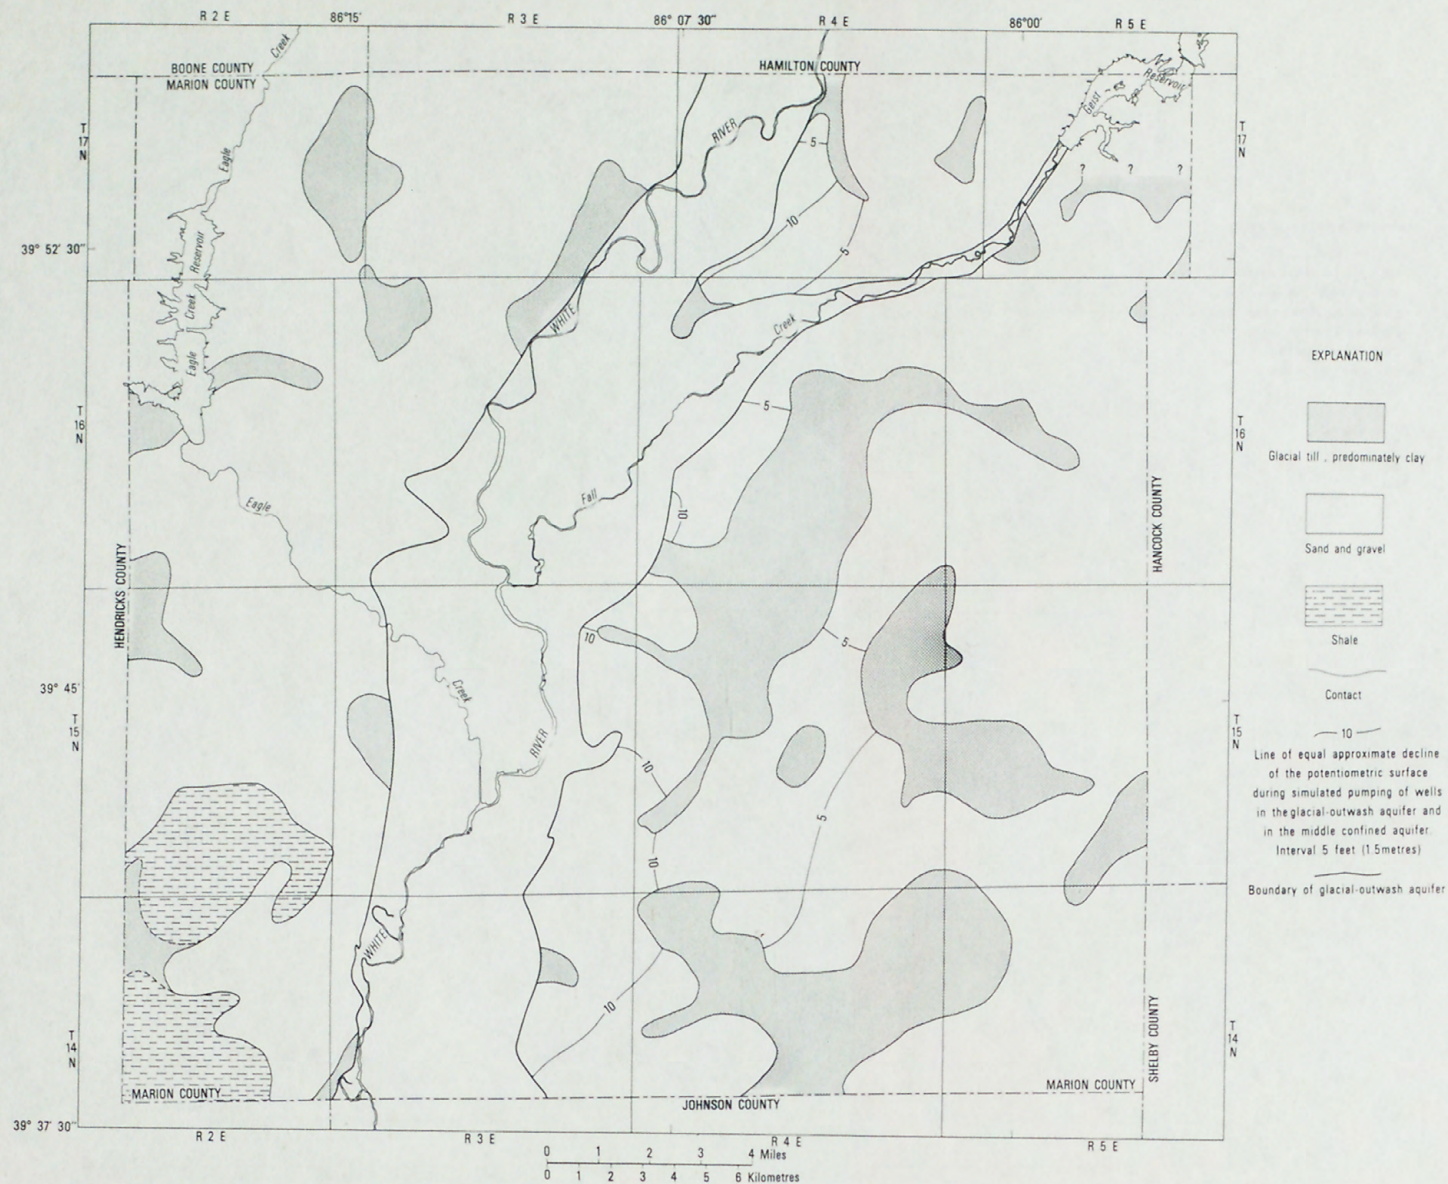 R 2 E
86°15'
R 3 E
86° 07' 30"
R 4 E
86°00'
R 5 E
BOONE COUNTY
MARION COUNTY
HAMILTON COUNTY
Creek
Eagle
Reservoir
Creek
Eagle
RIVER
Geist
Reservoir
T
17
N
T
17
N
? ? ?
5
10
5
39° 52' 30"
WHITE
Creek
Fall
Eagle
T
16
N
T
16
N
5
10
HENDRICKS COUNTY
HANCOCK COUNTY
10
5
39° 45'
Creek
RIVER
T
15
N
T
15
N
10
5
10
WHITE
10
T
14
N
T
14
N
SHELBY COUNTY
MARION COUNTY
MARION COUNTY
JOHNSON COUNTY
39° 37' 30"
R 2 E
R 3 E
R 4 E
R 5 E
0 1 2 3 4 Miles
0 1 2 3 4 5 6 Kilometres
EXPLANATION
Glacial till, predominately clay
Sand and gravel
Shale
Contact
10
Line of equal approximate decline
of the potentiometric surface
during simulated pumping of wells
in the glacial-outwash aquifer and
in the middle confined aquifer.
Interval 5 feet (1.5metres)
Boundary of glacial-outwash aquifer